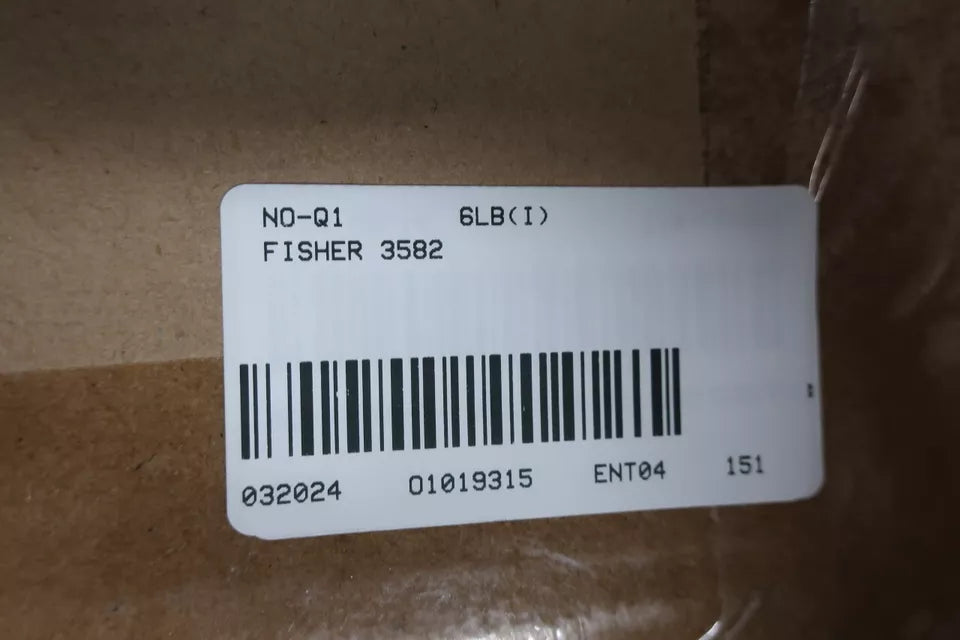 NO-Q1 6LB(I)
FISHER 3582
032024 01019315 ENT04 151